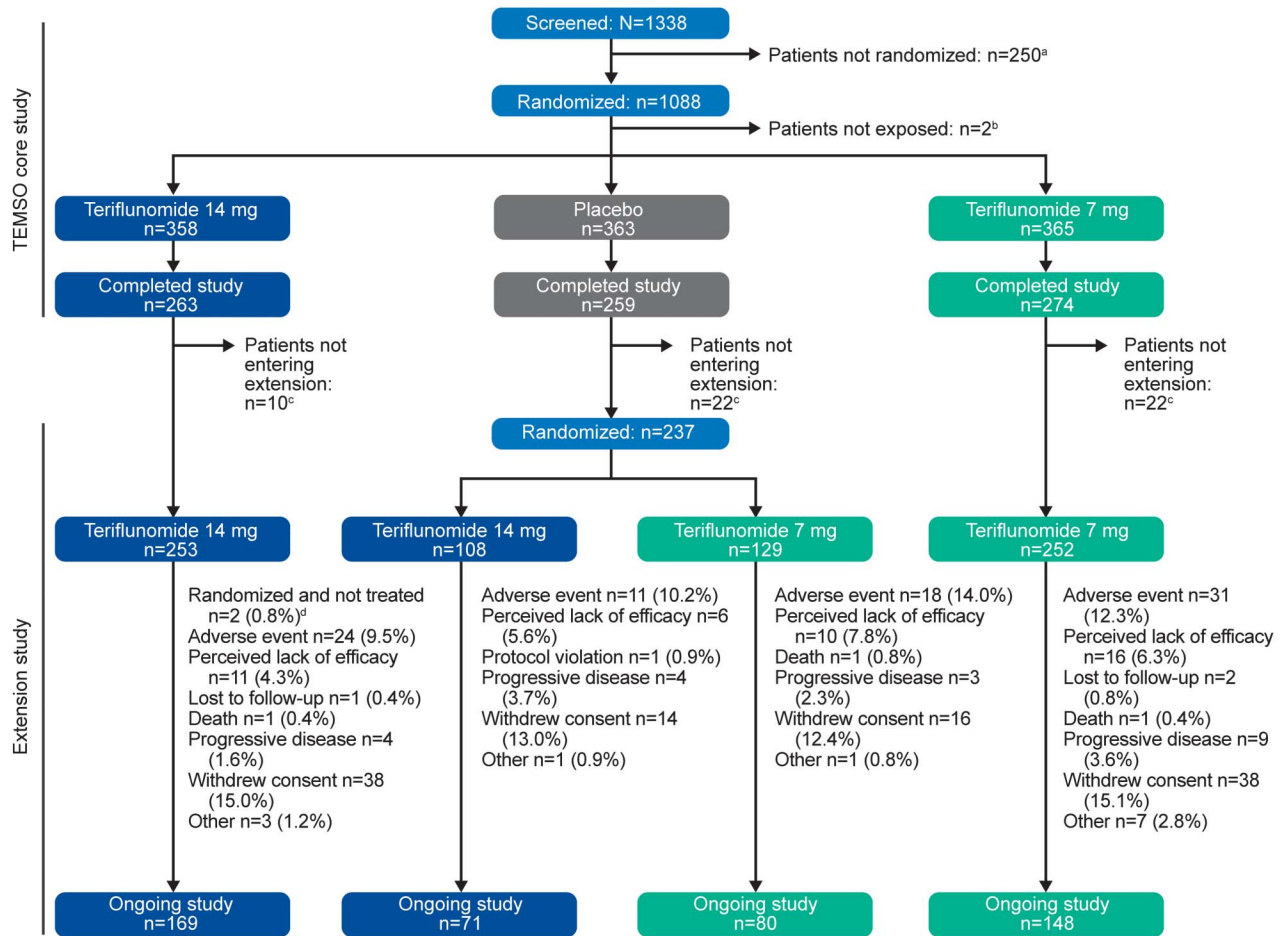 TEMSO core study
Screened: N=1338
Patients not randomized: n=250ᵃ
Randomized: n=1088
Patients not exposed: n=2ᵇ
Teriflunomide 14 mg
n=358
Placebo
n=363
Teriflunomide 7 mg
n=365
Completed study
n=263
Completed study
n=259
Completed study
n=274
Patients not
entering
extension:
n=10ᶜ
Patients not
entering
extension:
n=22ᶜ
Patients not
entering
extension:
n=22ᶜ
Extension study
Randomized: n=237
Teriflunomide 14 mg
n=253
Teriflunomide 14 mg
n=108
Teriflunomide 7 mg
n=129
Teriflunomide 7 mg
n=252
Randomized and not treated
n=2 (0.8%)ᵈ
Adverse event n=24 (9.5%)
Perceived lack of efficacy
n=11 (4.3%)
Lost to follow-up n=1 (0.4%)
Death n=1 (0.4%)
Progressive disease n=4
(1.6%)
Withdrew consent n=38
(15.0%)
Other n=3 (1.2%)
Adverse event n=11 (10.2%)
Perceived lack of efficacy n=6
(5.6%)
Protocol violation n=1 (0.9%)
Progressive disease n=4
(3.7%)
Withdrew consent n=14
(13.0%)
Other n=1 (0.9%)
Adverse event n=18 (14.0%)
Perceived lack of efficacy
n=10 (7.8%)
Death n=1 (0.8%)
Progressive disease n=3
(2.3%)
Withdrew consent n=16
(12.4%)
Other n=1 (0.8%)
Adverse event n=31
(12.3%)
Perceived lack of efficacy
n=16 (6.3%)
Lost to follow-up n=2
(0.8%)
Death n=1 (0.4%)
Progressive disease n=9
(3.6%)
Withdrew consent n=38
(15.1%)
Other n=7 (2.8%)
Ongoing study
n=169
Ongoing study
n=71
Ongoing study
n=80
Ongoing study
n=148